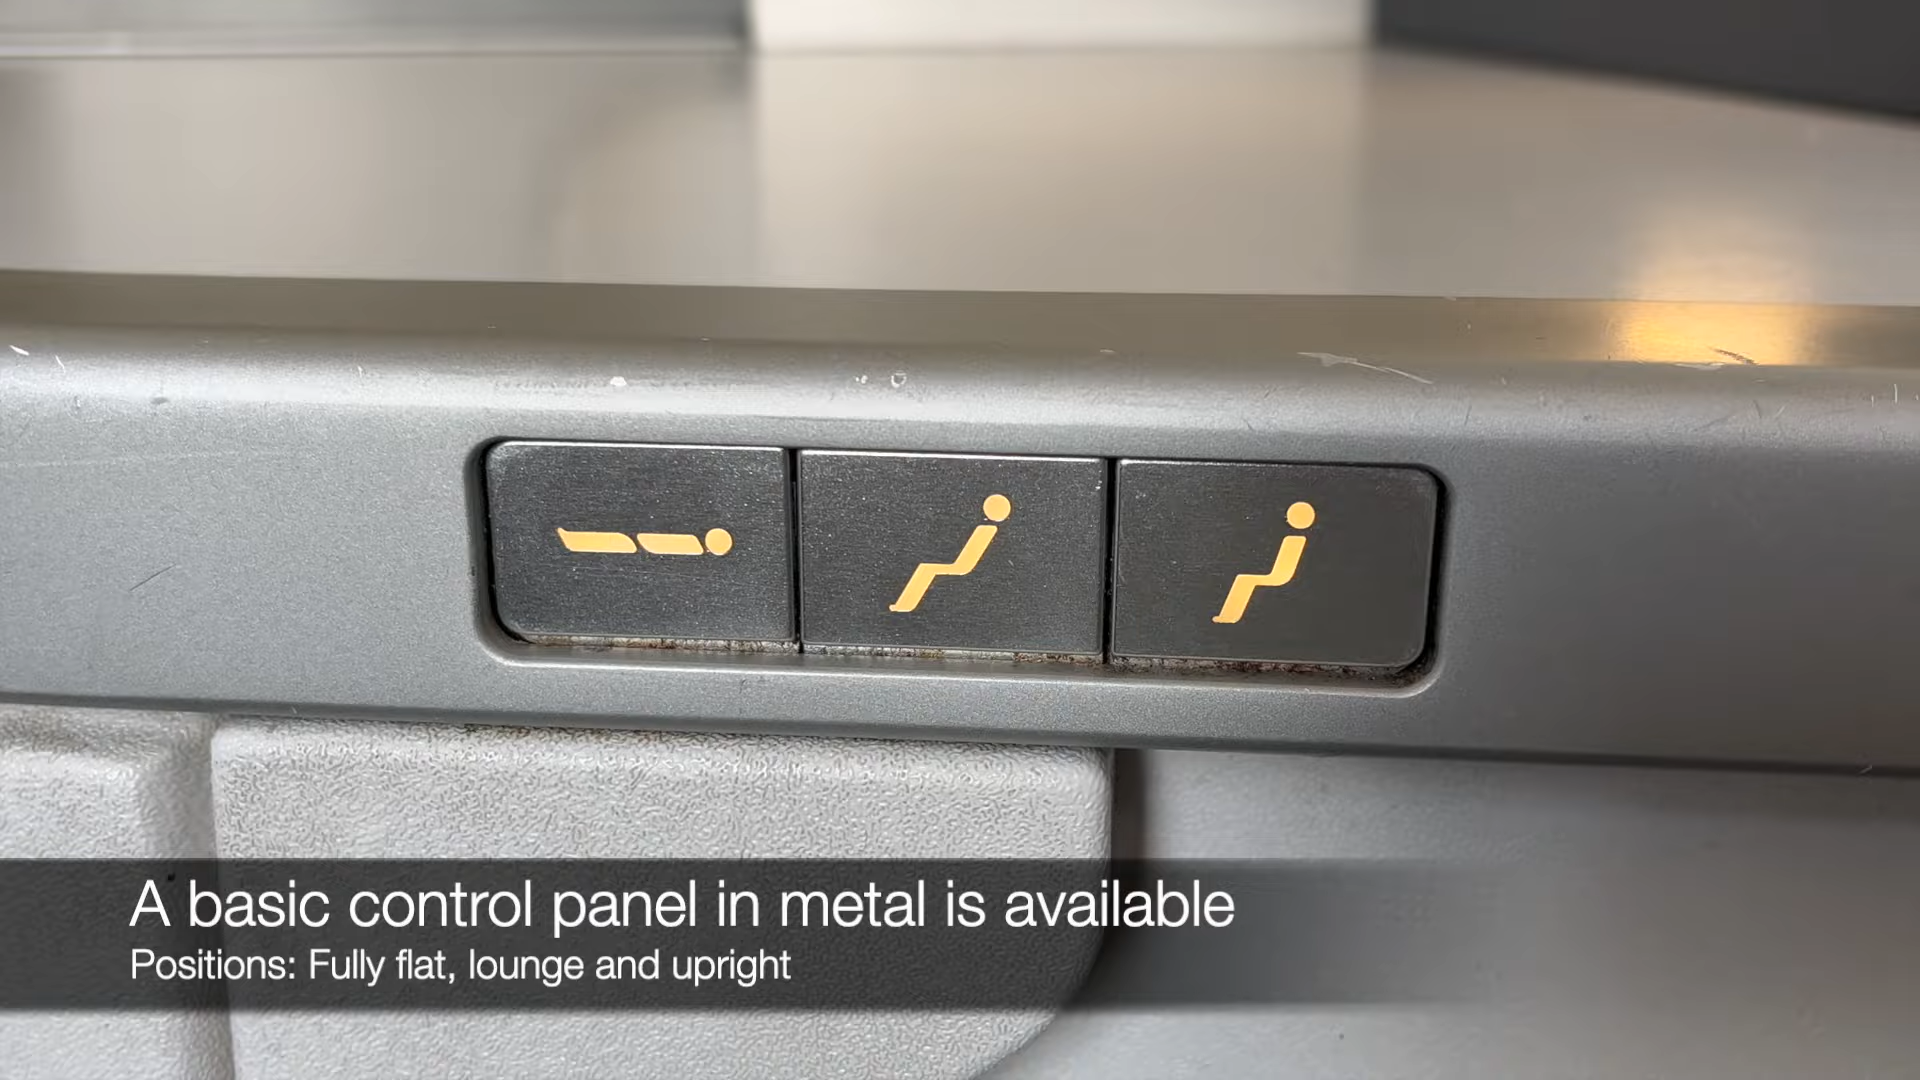 A basic control panel in metal is available
Positions: Fully flat, lounge and upright